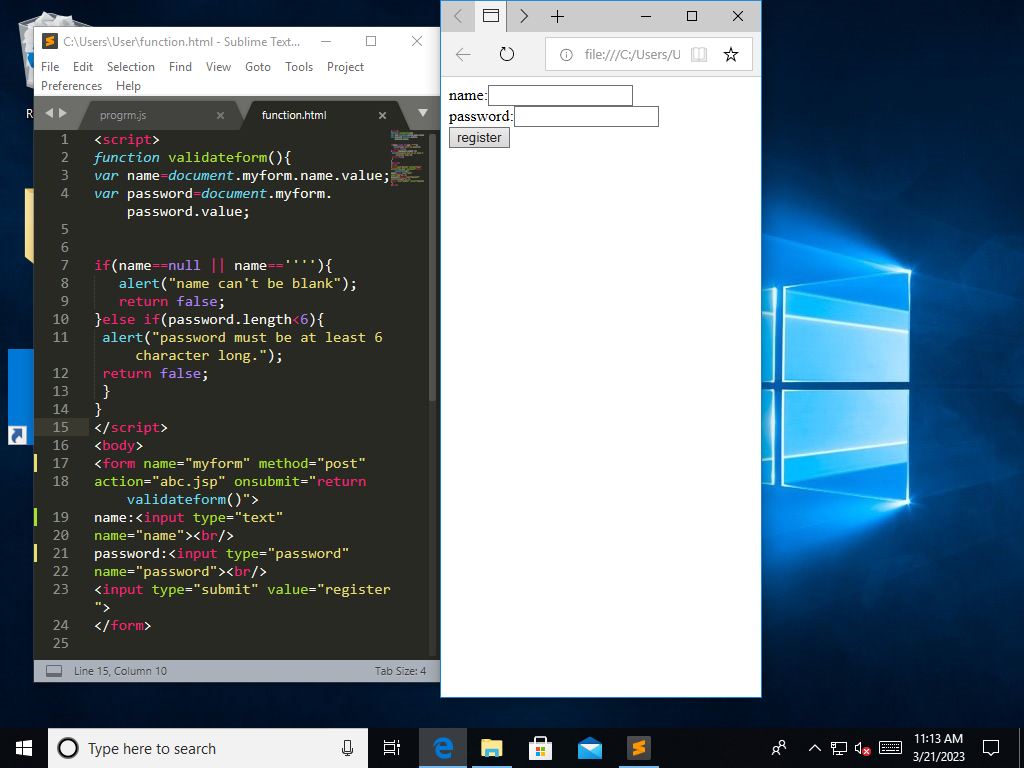 C:\Users\User\function.html - Sublime Text...
File Edit Selection Find View Goto Tools Project
Preferences Help
progrm.js function.html
1 <script>
2 function validateform(){
3 var name=document.myform.name.value;
4 var password=document.myform.
password.value;
5
6
7 if(name==null || name==''''){
8 alert("name can't be blank");
9 return false;
10 }else if(password.length<6){
11 alert("password must be at least 6
character long.");
12 return false;
13 }
14 }
15 </script>
16 <body>
17 <form name="myform" method="post"
18 action="abc.jsp" onsubmit="return
validateform()">
19 name:<input type="text"
20 name="name"><br/>
21 password:<input type="password"
22 name="password"><br/>
23 <input type="submit" value="register
">
24 </form>
25
Line 15, Column 10 Tab Size: 4
file:///C:/Users/U
name:
password:
register
Type here to search
11:13 AM
3/21/2023